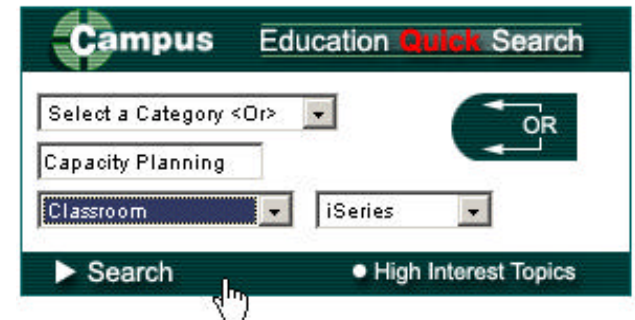 Campus Education Quick Search
Select a Category <Or>
OR
Capacity Planning
Classroom iSeries
Search High Interest Topics